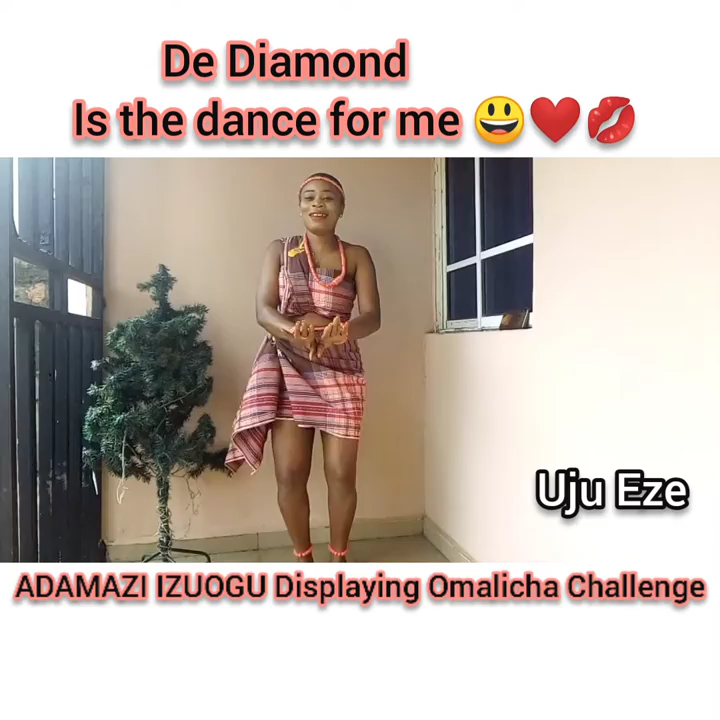 De Diamond
Is the dance for me 😃❤️💋
Uju Eze
ADAMAZI IZUOGU Displaying Omalicha Challenge